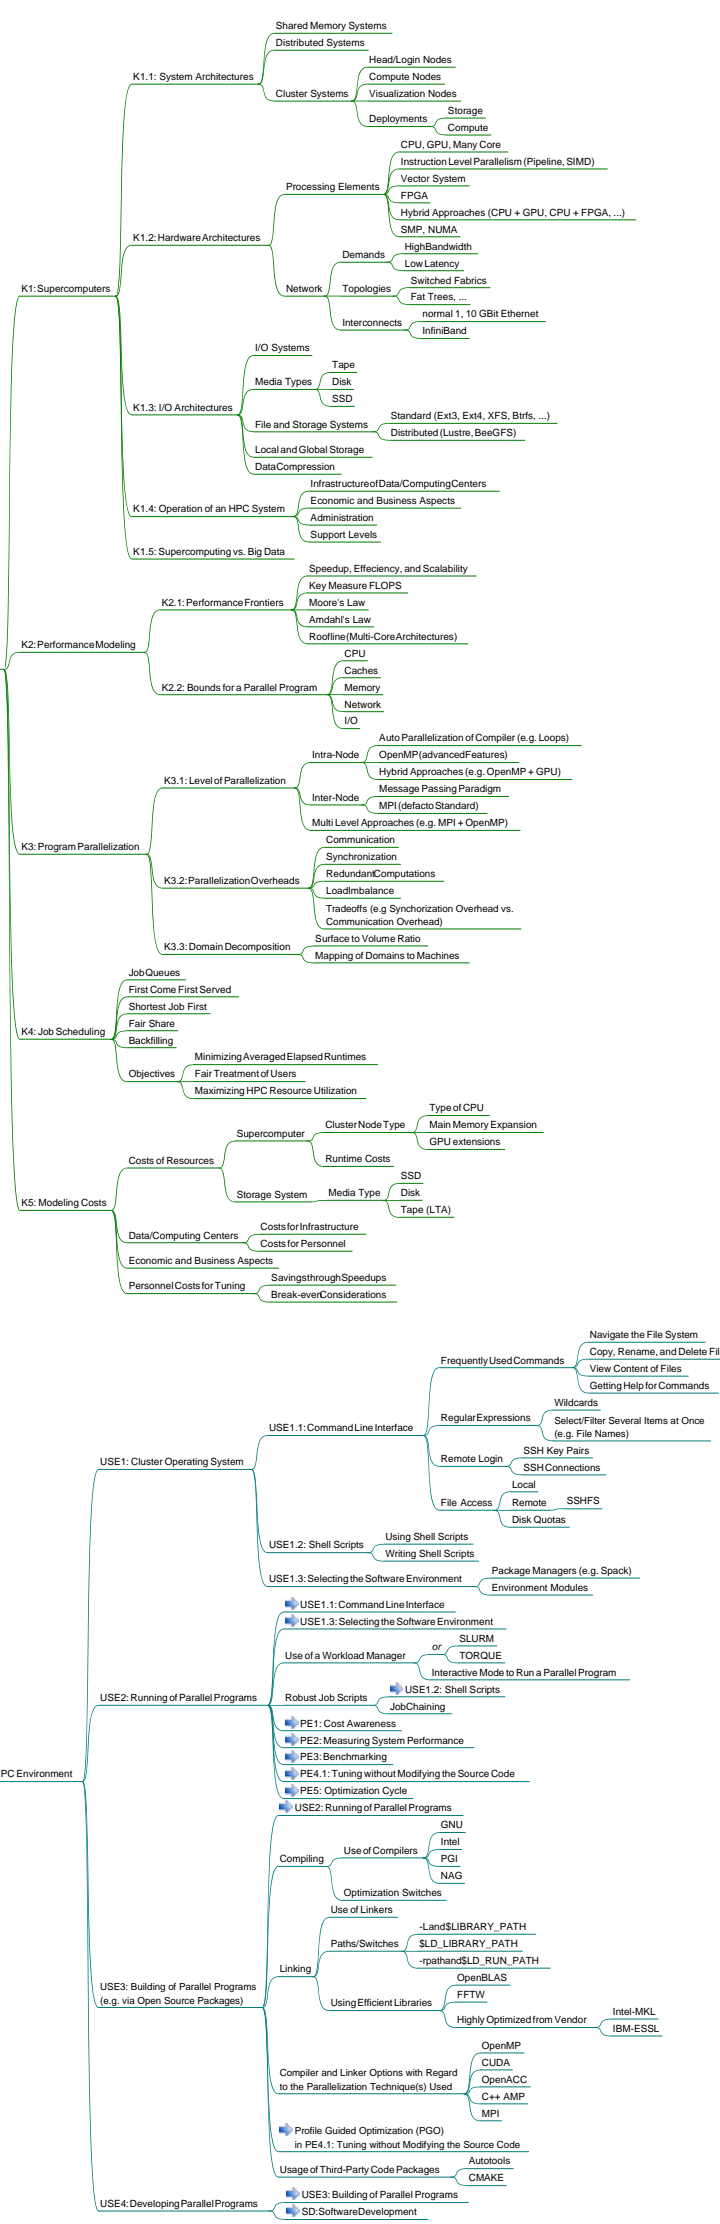 Shared Memory Systems
Distributed Systems
K1.1: System Architectures
Head/Login Nodes
Compute Nodes
Cluster Systems
Visualization Nodes
Deployments
Storage
Compute
CPU, GPU, Many Core
Instruction Level Parallelism (Pipeline, SIMD)
Processing Elements
Vector System
FPGA
Hybrid Approaches (CPU + GPU, CPU + FPGA, ...)
SMP, NUMA
K1.2: Hardware Architectures
Demands
High Bandwidth
Low Latency
Network
Topologies
Switched Fabrics
Fat Trees, ...
Interconnects
normal 1, 10 GBit Ethernet
InfiniBand
K1: Supercomputers
I/O Systems
Media Types
Tape
Disk
SSD
K1.3: I/O Architectures
File and Storage Systems
Standard (Ext3, Ext4, XFS, Btrfs, ...)
Distributed (Lustre, BeeGFS)
Local and Global Storage
Data Compression
K1.4: Operation of an HPC System
Infrastructure of Data/Computing Centers
Economic and Business Aspects
Administration
Support Levels
K1.5: Supercomputing vs. Big Data
K2: Performance Modeling
K2.1: Performance Frontiers
Speedup, Effeciency, and Scalability
Key Measure FLOPS
Moore's Law
Amdahl's Law
Roofline (Multi-Core Architectures)
K2.2: Bounds for a Parallel Program
CPU
Caches
Memory
Network
I/O
K3: Program Parallelization
K3.1: Level of Parallelization
Intra-Node
Auto Parallelization of Compiler (e.g. Loops)
OpenMP (advanced Features)
Hybrid Approaches (e.g. OpenMP + GPU)
Inter-Node
Message Passing Paradigm
MPI (defacto Standard)
Multi Level Approaches (e.g. MPI + OpenMP)
K3.2: Parallelization Overheads
Communication
Synchronization
Redundant Computations
Load Imbalance
Tradeoffs (e.g Synchorization Overhead vs.
Communication Overhead)
K3.3: Domain Decomposition
Surface to Volume Ratio
Mapping of Domains to Machines
K4: Job Scheduling
Job Queues
First Come First Served
Shortest Job First
Fair Share
Backfilling
Objectives
Minimizing Averaged Elapsed Runtimes
Fair Treatment of Users
Maximizing HPC Resource Utilization
K5: Modeling Costs
Costs of Resources
Supercomputer
Cluster Node Type
Type of CPU
Main Memory Expansion
GPU extensions
Runtime Costs
Storage System
Media Type
SSD
Disk
Tape (LTA)
Data/Computing Centers
Costs for Infrastructure
Costs for Personnel
Economic and Business Aspects
Personnel Costs for Tuning
Savings through Speedups
Break-even Considerations
PC Environment
USE1: Cluster Operating System
USE1.1: Command Line Interface
Frequently Used Commands
Navigate the File System
Copy, Rename, and Delete Fil
View Content of Files
Getting Help for Commands
Regular Expressions
Wildcards
Select/Filter Several Items at Once
(e.g. File Names)
Remote Login
SSH Key Pairs
SSH Connections
File Access
Local
Remote
SSHFS
Disk Quotas
USE1.2: Shell Scripts
Using Shell Scripts
Writing Shell Scripts
USE1.3: Selecting the Software Environment
Package Managers (e.g. Spack)
Environment Modules
USE2: Running of Parallel Programs
USE1.1: Command Line Interface
USE1.3: Selecting the Software Environment
Use of a Workload Manager
or
SLURM
TORQUE
Interactive Mode to Run a Parallel Program
Robust Job Scripts
USE1.2: Shell Scripts
Job Chaining
PE1: Cost Awareness
PE2: Measuring System Performance
PE3: Benchmarking
PE4.1: Tuning without Modifying the Source Code
PE5: Optimization Cycle
USE3: Building of Parallel Programs
(e.g. via Open Source Packages)
USE2: Running of Parallel Programs
Compiling
Use of Compilers
GNU
Intel
PGI
NAG
Optimization Switches
Linking
Use of Linkers
Paths/Switches
-L and $LIBRARY_PATH
$LD_LIBRARY_PATH
-rpath and $LD_RUN_PATH
Using Efficient Libraries
OpenBLAS
FFTW
Highly Optimized from Vendor
Intel-MKL
IBM-ESSL
Compiler and Linker Options with Regard
to the Parallelization Technique(s) Used
OpenMP
CUDA
OpenACC
C++ AMP
MPI
Profile Guided Optimization (PGO)
in PE4.1: Tuning without Modifying the Source Code
Usage of Third-Party Code Packages
Autotools
CMAKE
USE4: Developing Parallel Programs
USE3: Building of Parallel Programs
SD: Software Development